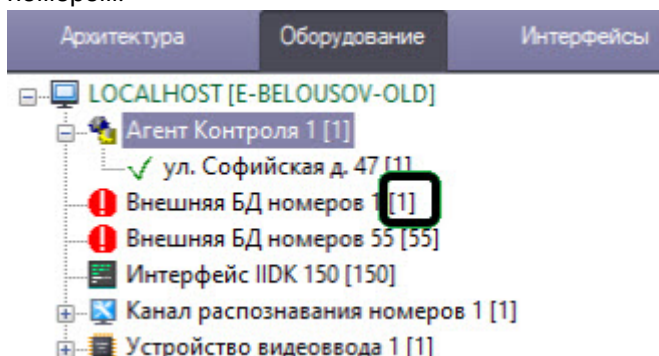 номером.
Архитектура Оборудование Интерфейсы
LOCALHOST [E-BELOUSOV-OLD]
Агент Контроля 1 [1]
ул. Софийская д. 47 [1]
Внешняя БД номеров 1 [1]
Внешняя БД номеров 55 [55]
Интерфейс IIDK 150 [150]
Канал распознавания номеров 1 [1]
Устройство видеоввода 1 [1]